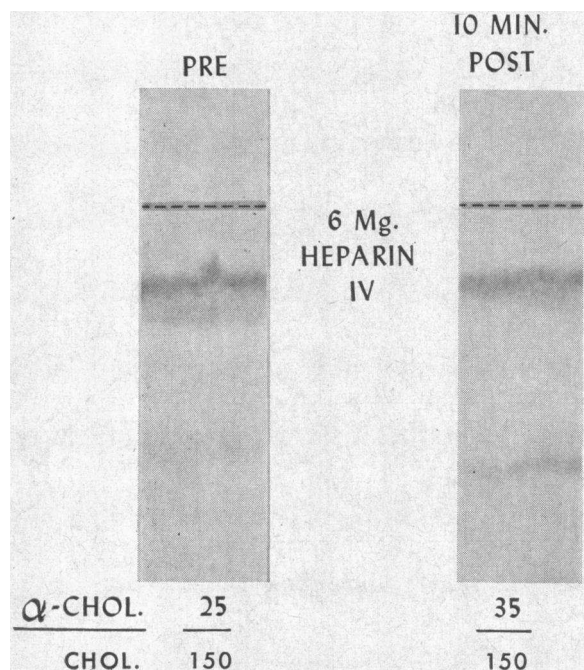 PRE
10 MIN.
POST
6 Mg.
HEPARIN
IV
α-CHOL. 25 35
CHOL. 150 150